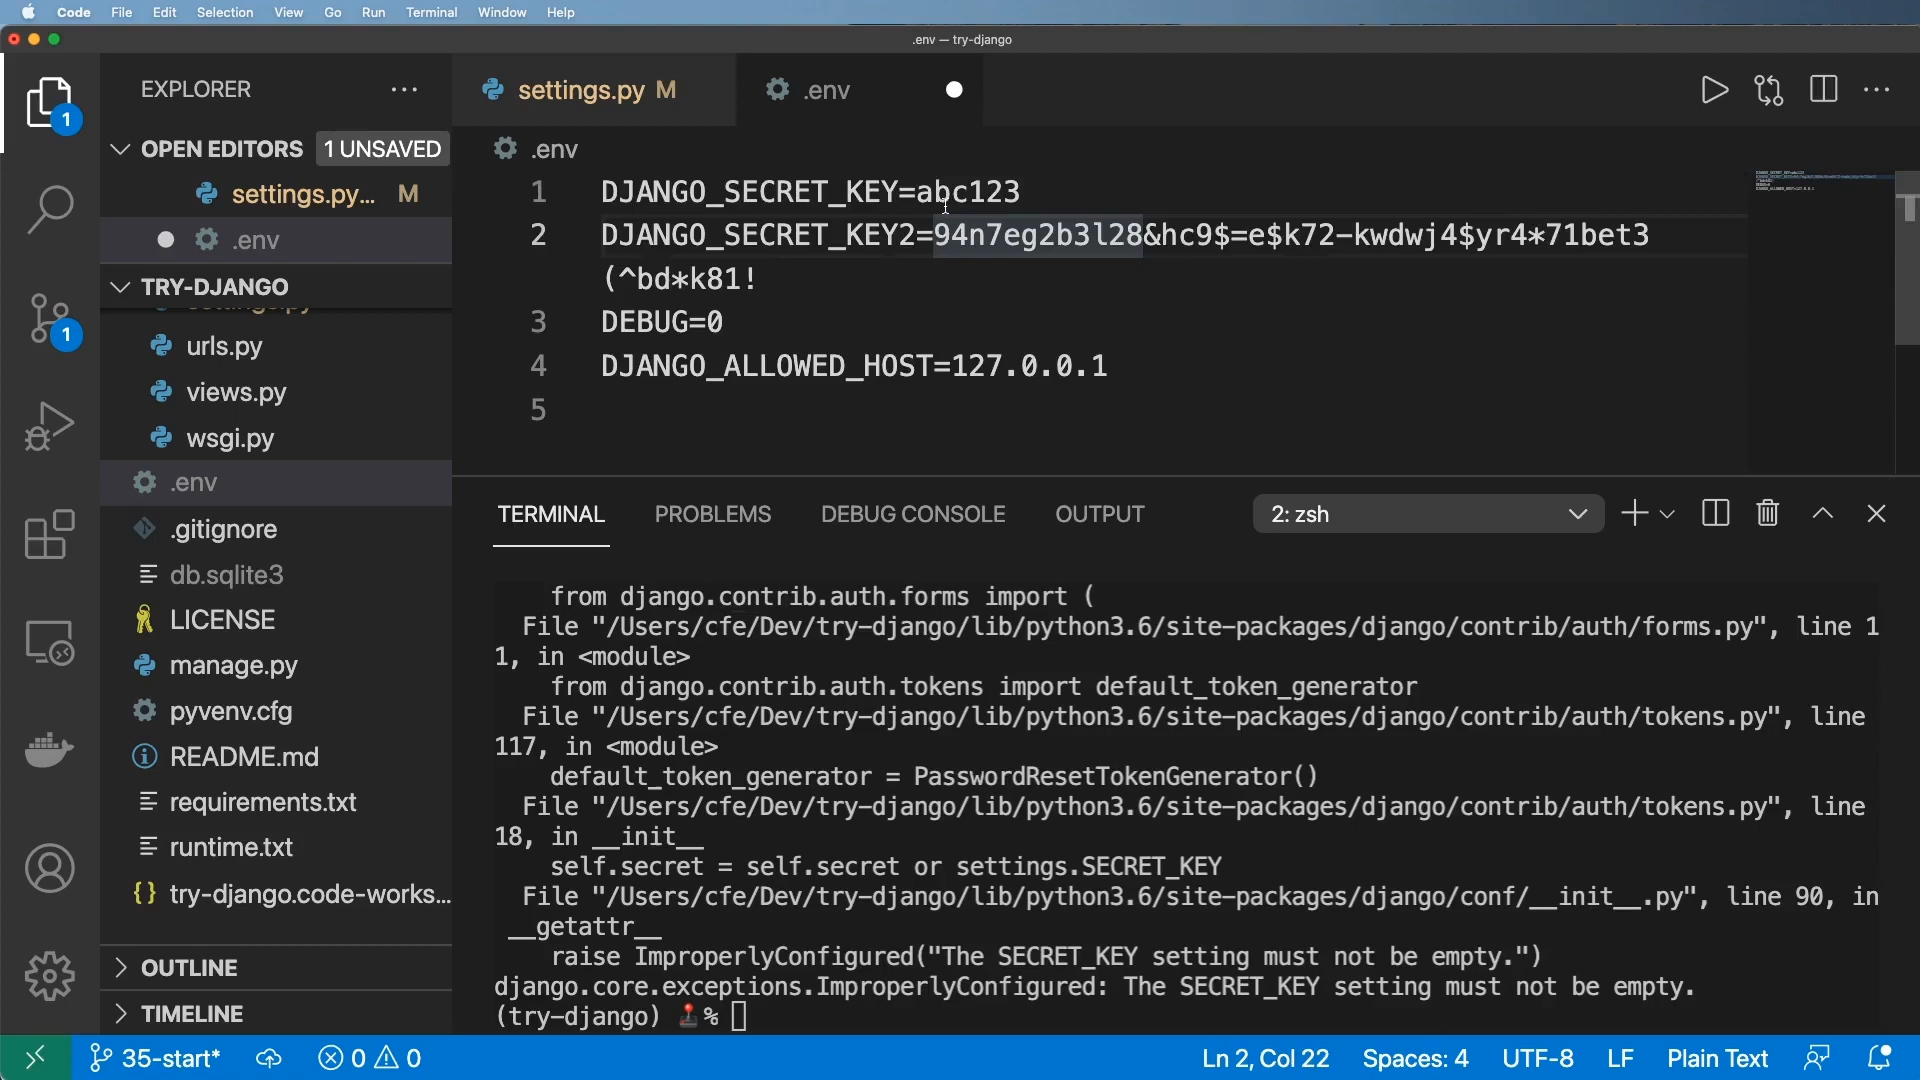 Code File Edit Selection View Go Run Terminal Window Help
.env — try-django
EXPLORER
OPEN EDITORS 1 UNSAVED
settings.py... M
.env
TRY-DJANGO
settings.py
urls.py
views.py
wsgi.py
.env
.gitignore
db.sqlite3
LICENSE
manage.py
pyvenv.cfg
README.md
requirements.txt
runtime.txt
try-django.code-works...
OUTLINE
TIMELINE
1
1
settings.py M
.env
.env
1 DJANGO_SECRET_KEY=abc123
2 DJANGO_SECRET_KEY2=94n7eg2b3l28&hc9$=e$k72-kwdwj4$yr4*71bet3
(^bd*k81!
3 DEBUG=0
4 DJANGO_ALLOWED_HOST=127.0.0.1
5
TERMINAL PROBLEMS DEBUG CONSOLE OUTPUT 2: zsh
from django.contrib.auth.forms import (
File "/Users/cfe/Dev/try-django/lib/python3.6/site-packages/django/contrib/auth/forms.py", line 1
1, in <module>
from django.contrib.auth.tokens import default_token_generator
File "/Users/cfe/Dev/try-django/lib/python3.6/site-packages/django/contrib/auth/tokens.py", line
117, in <module>
default_token_generator = PasswordResetTokenGenerator()
File "/Users/cfe/Dev/try-django/lib/python3.6/site-packages/django/contrib/auth/tokens.py", line
18, in __init__
self.secret = self.secret or settings.SECRET_KEY
File "/Users/cfe/Dev/try-django/lib/python3.6/site-packages/django/conf/__init__.py", line 90, in
__getattr__
raise ImproperlyConfigured("The SECRET_KEY setting must not be empty.")
django.core.exceptions.ImproperlyConfigured: The SECRET_KEY setting must not be empty.
(try-django) 🕹% 
35-start* 0 0 Ln 2, Col 22 Spaces: 4 UTF-8 LF Plain Text